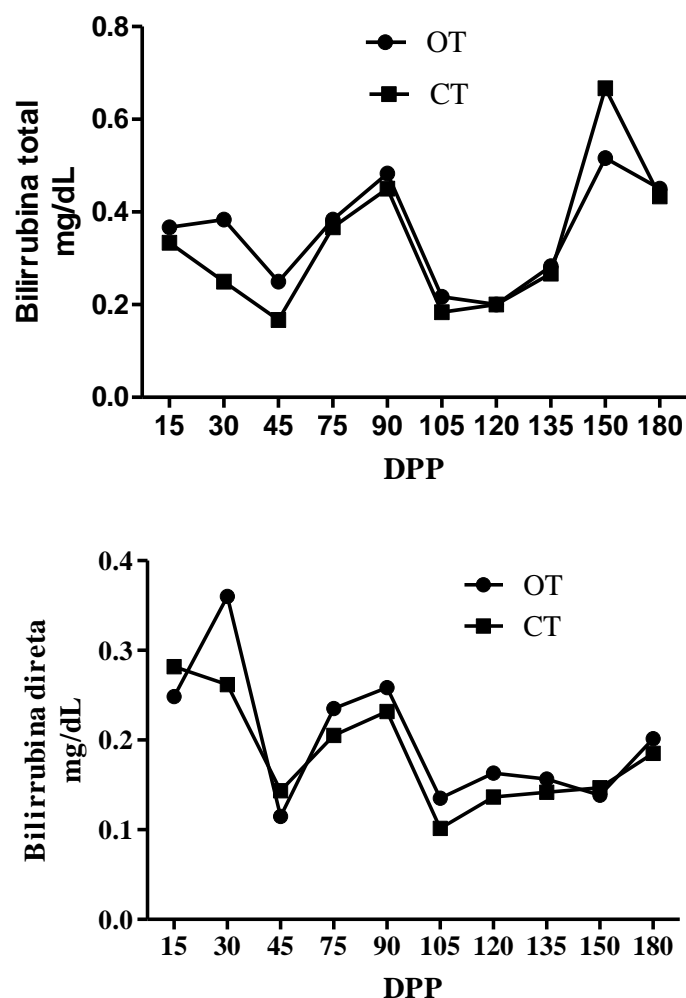 OT
CT
Bilirrubina total
mg/dL
0.8
0.6
0.4
0.2
0.0
15 30 45 75 90 105 120 135 150 180
DPP
OT
CT
Bilirrubina direta
mg/dL
0.4
0.3
0.2
0.1
0.0
15 30 45 75 90 105 120 135 150 180
DPP